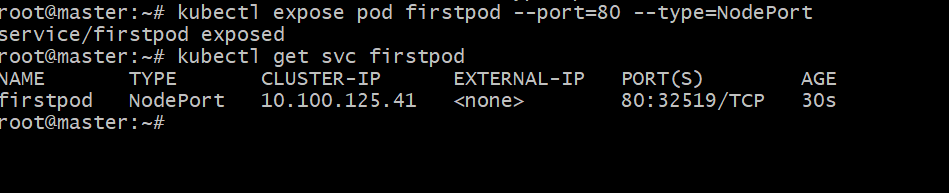 root@master:~# kubectl expose pod firstpod --port=80 --type=NodePort
service/firstpod exposed
root@master:~# kubectl get svc firstpod
NAME TYPE CLUSTER-IP EXTERNAL-IP PORT(S) AGE
firstpod NodePort 10.100.125.41 <none> 80:32519/TCP 30s
root@master:~#